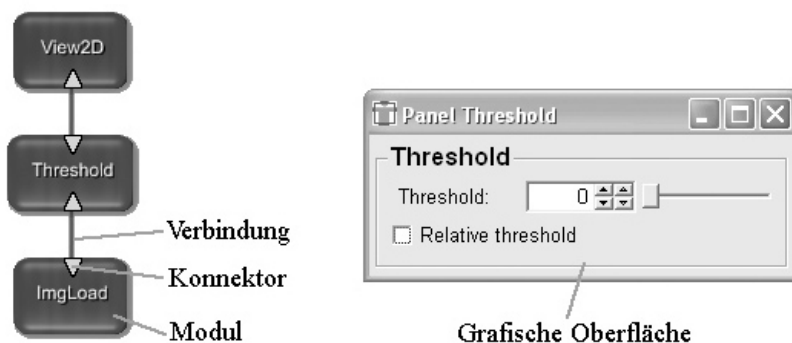 View2D
Threshold
ImgLoad
Verbindung
Konnektor
Modul
Panel Threshold
Threshold
Threshold:
0
Relative threshold
Grafische Oberfläche